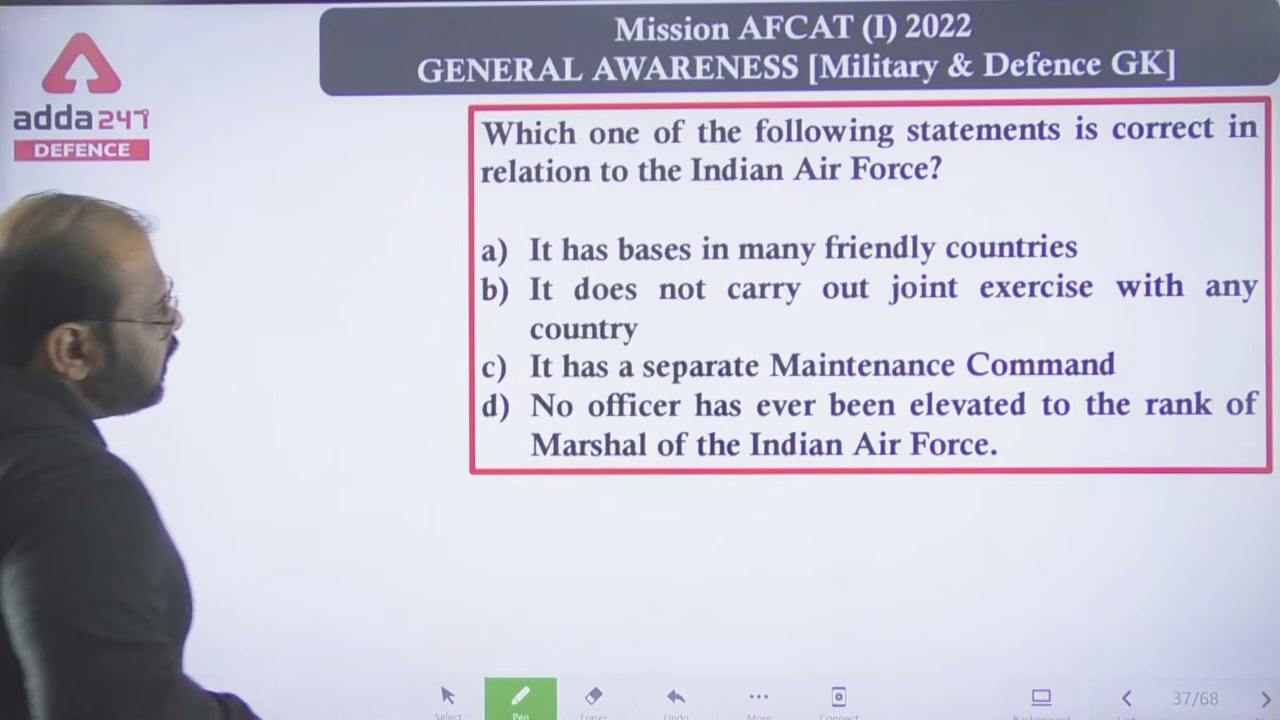 Mission AFCAT (I) 2022
GENERAL AWARENESS [Military & Defence GK]
adda247
DEFENCE
Which one of the following statements is correct in
relation to the Indian Air Force?
a) It has bases in many friendly countries
b) It does not carry out joint exercise with any
country
c) It has a separate Maintenance Command
d) No officer has ever been elevated to the rank of
Marshal of the Indian Air Force.
Select
Pen
Eraser
Undo
More
Connect
Background
37/68